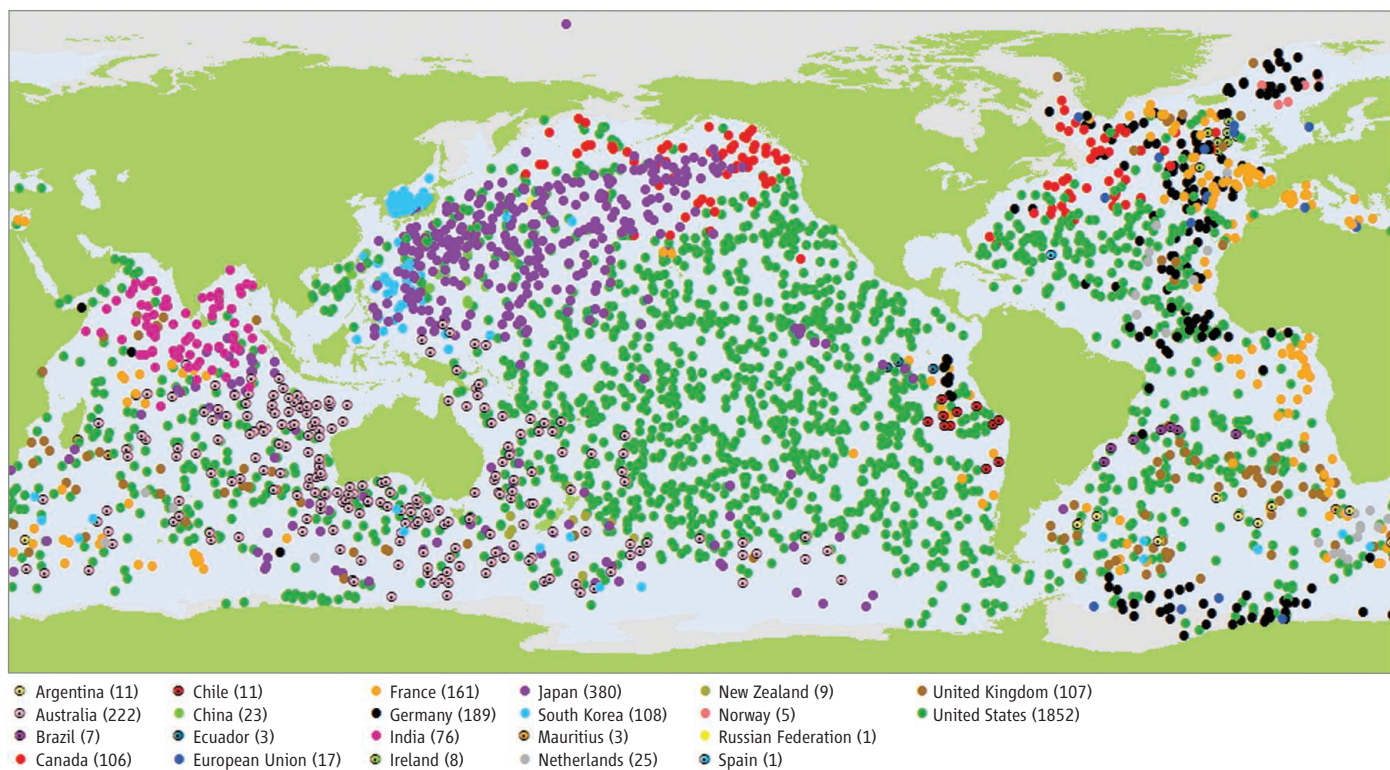 Argentina (11)
Australia (222)
Brazil (7)
Canada (106)
Chile (11)
China (23)
Ecuador (3)
European Union (17)
France (161)
Germany (189)
India (76)
Ireland (8)
Japan (380)
South Korea (108)
Mauritius (3)
Netherlands (25)
New Zealand (9)
Norway (5)
Russian Federation (1)
Spain (1)
United Kingdom (107)
United States (1852)